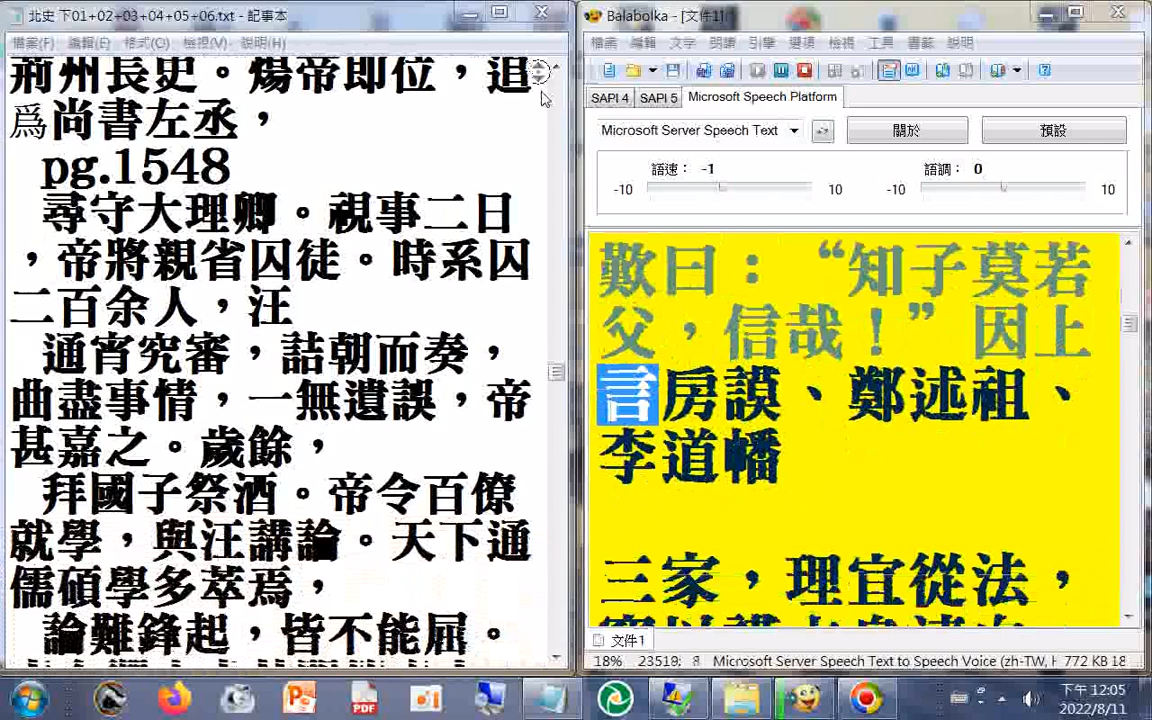 北史 下01+02+03+04+05+06.txt - 記事本
檔案(F) 編輯(E) 格式(O) 檢視(V) 說明(H)
荊州長史。煬帝即位，追
爲尚書左丞，
pg.1548
尋守大理卿。視事二日
，帝將親省囚徒。時系囚
二百余人，汪
通宵究審，詰朝而奏，
曲盡事情，一無遺誤，帝
甚嘉之。歲餘，
拜國子祭酒。帝令百僚
就學，與汪講論。天下通
儒碩學多萃焉，
論難鋒起，皆不能屈。
Balabolka - [文件1]
檔案 編輯 文字 朗讀 引擎 選項 檢視 工具 書籤 說明
SAPI 4 SAPI 5 Microsoft Speech Platform
Microsoft Server Speech Text 關於 預設
語速： -1 語調： 0
-10 10 -10 10
歎曰：“知子莫若
父，信哉！”因上
言房謨、鄭述祖、
李道幡
三家，理宜從法，
文件1
18% 23519: 8 Microsoft Server Speech Text to Speech Voice (zh-TW, H 772 KB 18
下午 12:05
2022/8/11